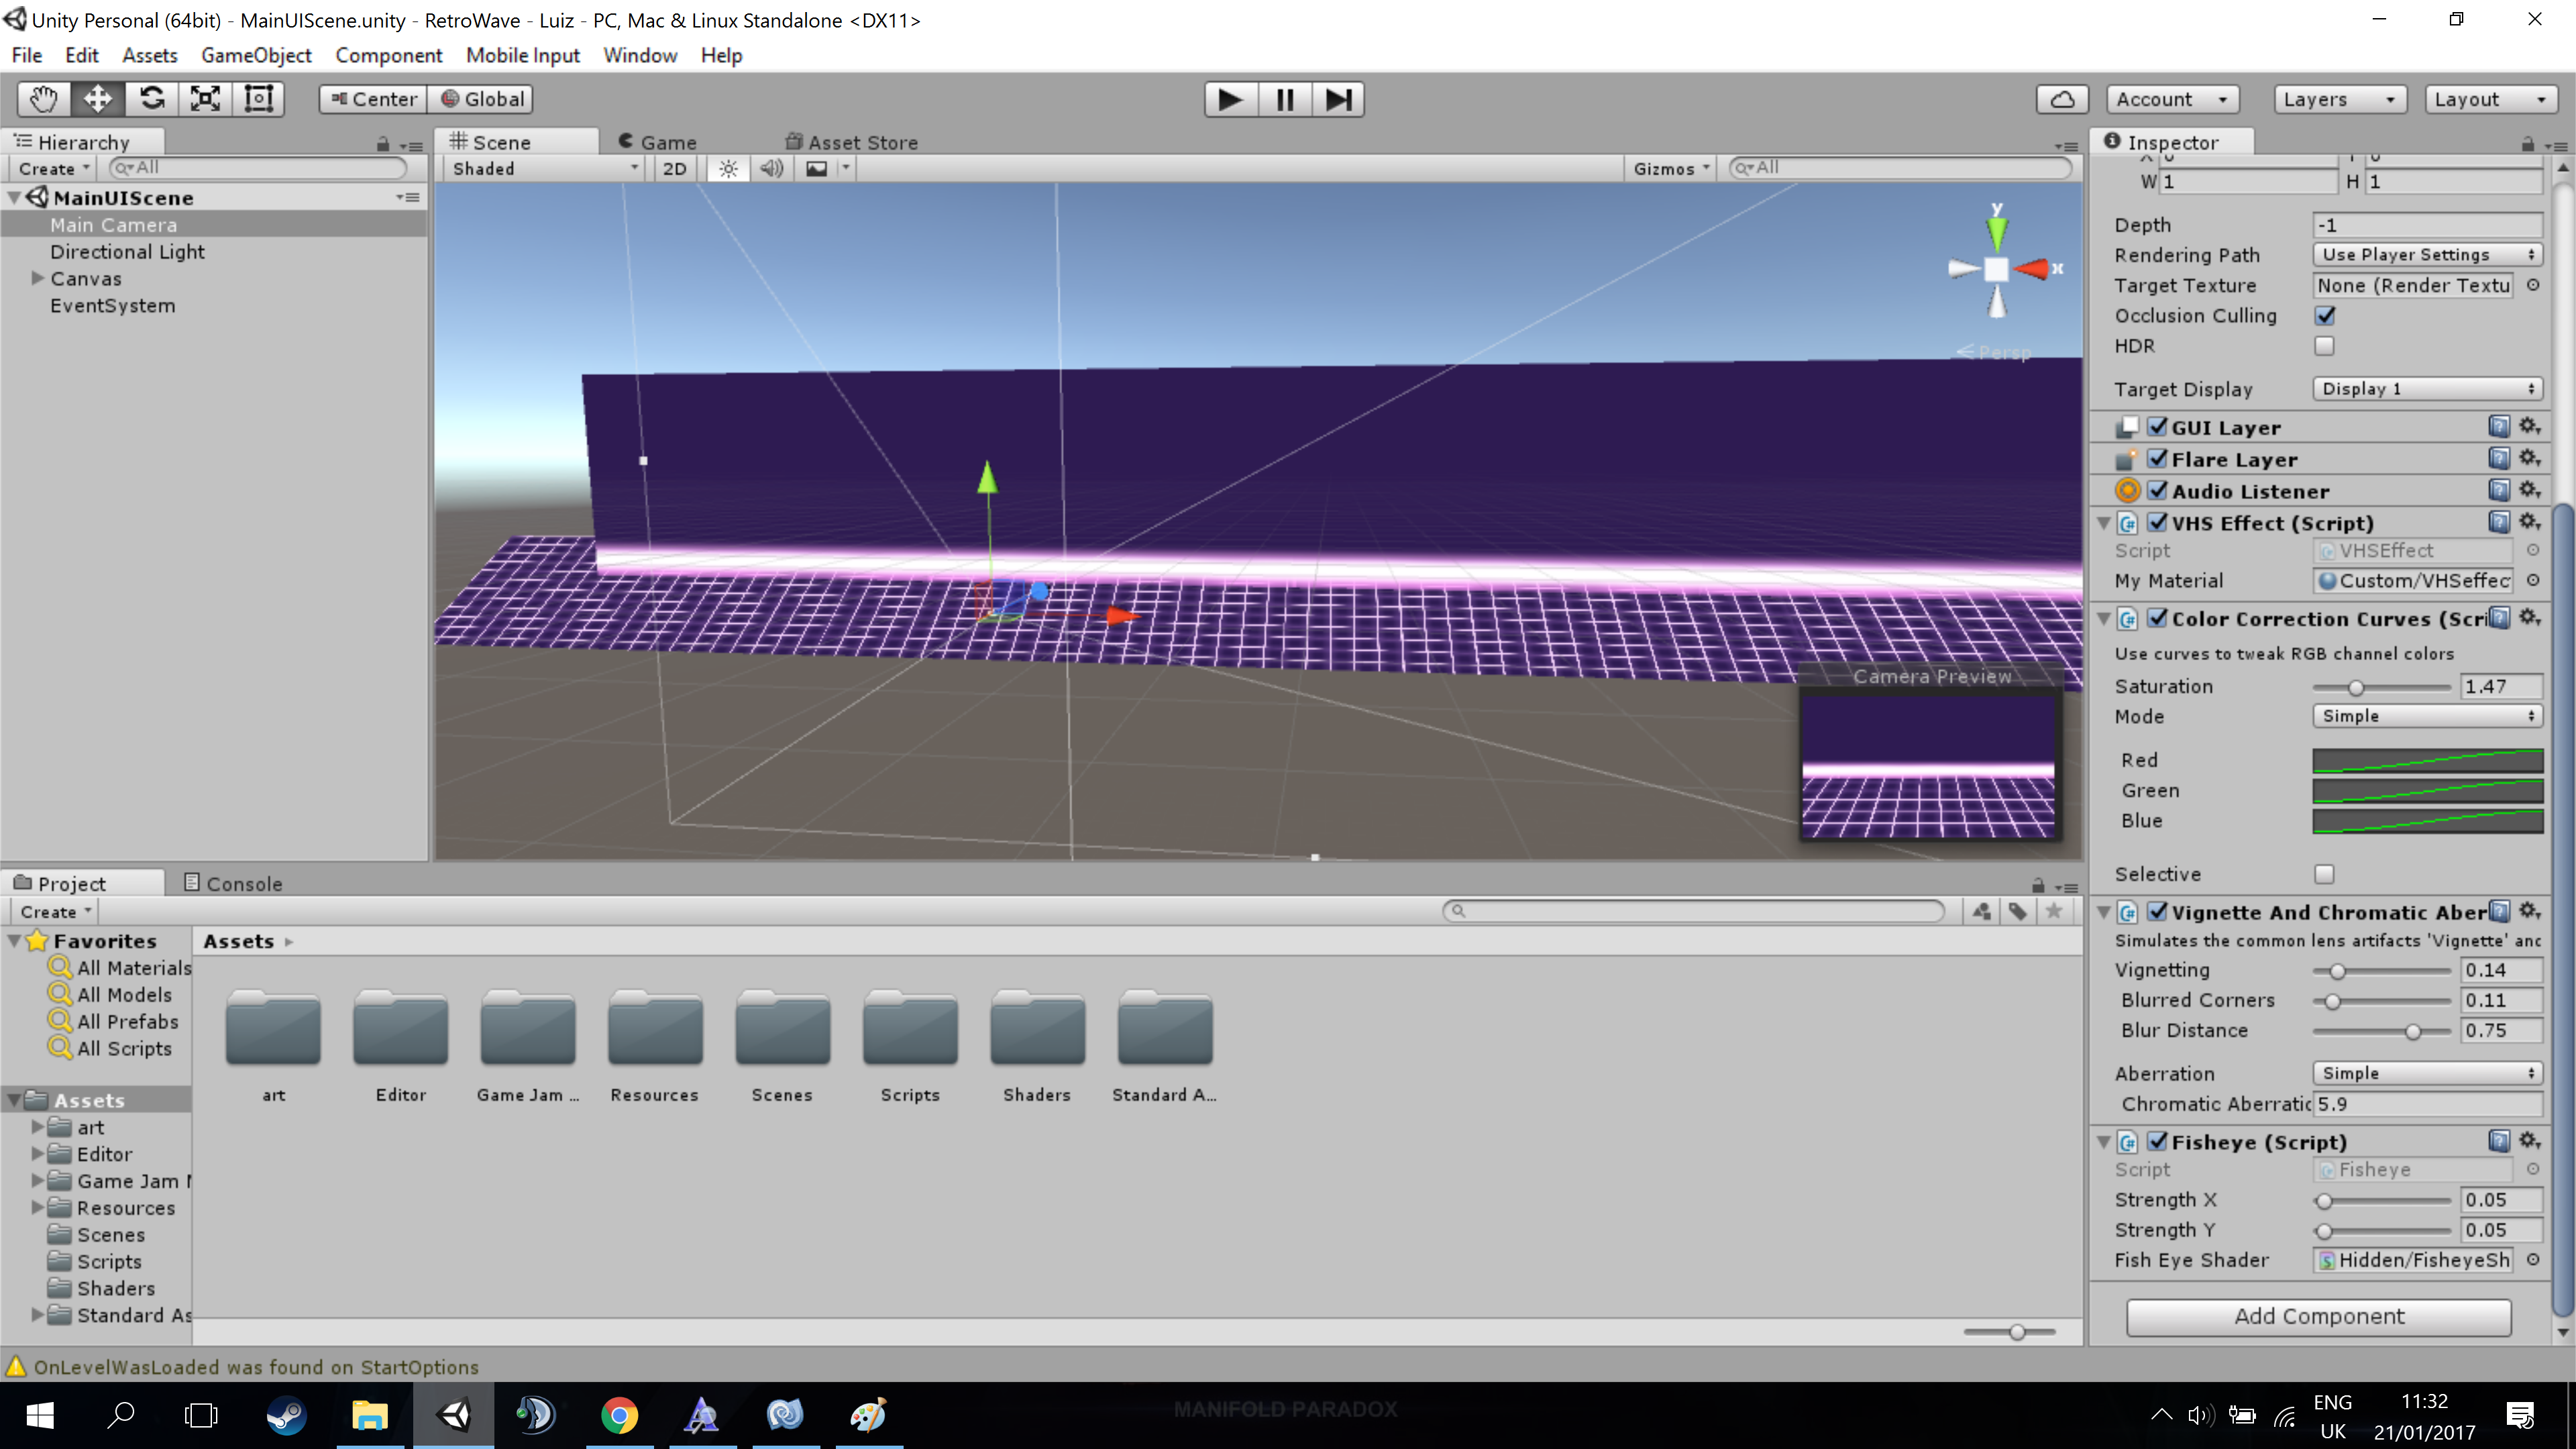 Unity Personal (64bit) - MainUIScene.unity - RetroWave - Luiz - PC, Mac & Linux Standalone <DX11>
File Edit Assets GameObject Component Mobile Input Window Help
Center Global Account Layers Layout
Hierarchy
Create All
MainUIScene
Main Camera
Directional Light
Canvas
EventSystem
Scene Game Asset Store
Shaded 2D Gizmos All
y
x
Persp
Camera Preview
Inspector
W 1 H 1
Depth -1
Rendering Path Use Player Settings
Target Texture None (Render Textu
Occlusion Culling
HDR
Target Display Display 1
GUI Layer
Flare Layer
Audio Listener
VHS Effect (Script)
Script VHSEffect
My Material Custom/VHSeffec
Color Correction Curves (Scri
Use curves to tweak RGB channel colors
Saturation 1.47
Mode Simple
Red
Green
Blue
Selective
Vignette And Chromatic Aber
Simulates the common lens artifacts 'Vignette' and
Vignetting 0.14
Blurred Corners 0.11
Blur Distance 0.75
Aberration Simple
Chromatic Aberratio 5.9
Fisheye (Script)
Script Fisheye
Strength X 0.05
Strength Y 0.05
Fish Eye Shader Hidden/FisheyeSh
Add Component
Project Console
Create
Favorites
All Materials
All Models
All Prefabs
All Scripts
Assets
art
Editor
Game Jam
Resources
Scenes
Scripts
Shaders
Standard As
Assets
art Editor Game Jam ... Resources Scenes Scripts Shaders Standard A...
OnLevelWasLoaded was found on StartOptions
MANIFOLD PARADOX
ENG
UK
11:32
21/01/2017